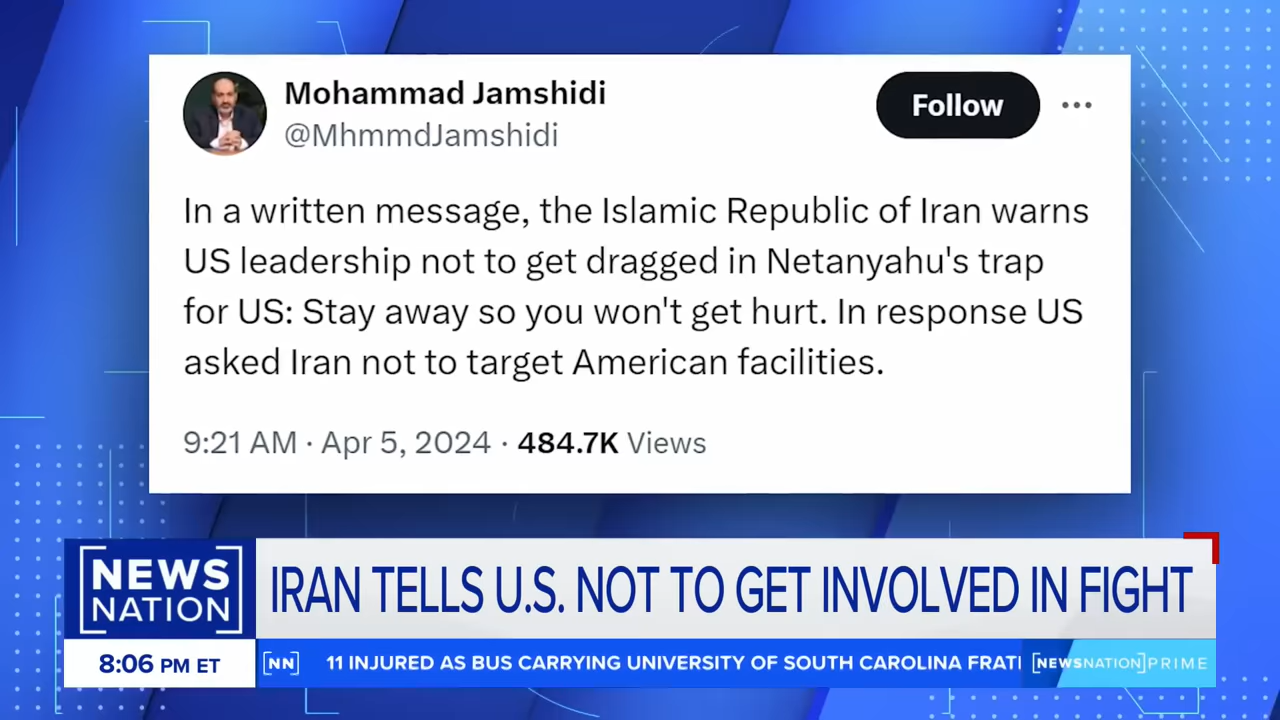 Mohammad Jamshidi
@MhmmdJamshidi
Follow
In a written message, the Islamic Republic of Iran warns
US leadership not to get dragged in Netanyahu's trap
for US: Stay away so you won't get hurt. In response US
asked Iran not to target American facilities.
9:21 AM · Apr 5, 2024 · 484.7K Views
NEWS
NATION
IRAN TELLS U.S. NOT TO GET INVOLVED IN FIGHT
8:06 PM ET
NN
11 INJURED AS BUS CARRYING UNIVERSITY OF SOUTH CAROLINA FRATI
NEWSNATION PRIME